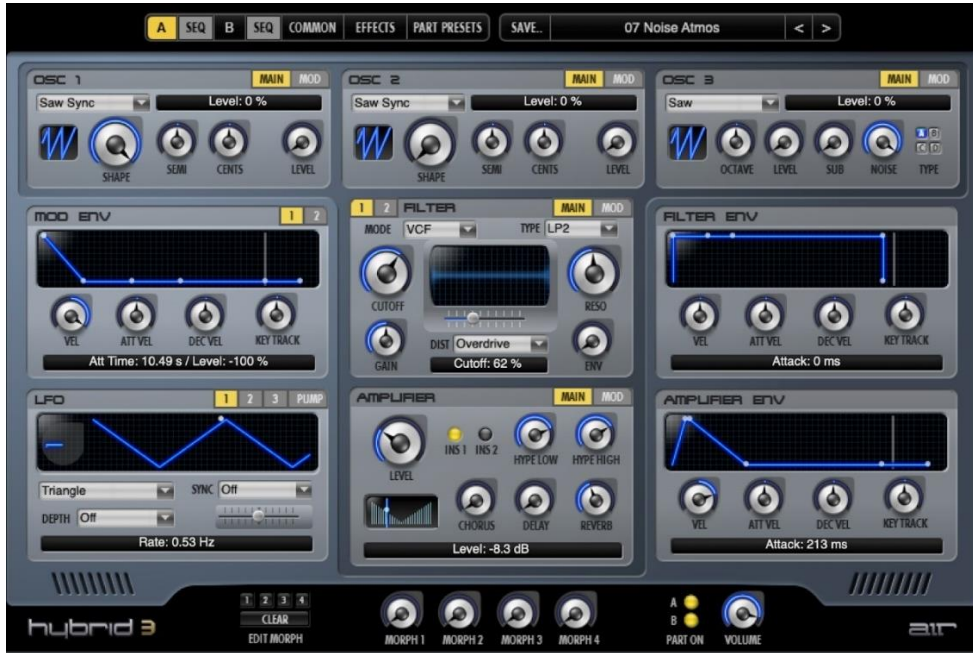 A SEQ B SEQ COMMON EFFECTS PART PRESETS SAVE.. 07 Noise Atmos < >
OSC 1 MAIN MOD
Saw Sync Level: 0 %
SHAPE SEMI CENTS LEVEL
OSC 2 MAIN MOD
Saw Sync Level: 0 %
SHAPE SEMI CENTS LEVEL
OSC 3 MAIN MOD
Saw Level: 0 %
A B
C D
OCTAVE LEVEL SUB NOISE TYPE
MOD ENV 1 2
VEL ATT VEL DEC VEL KEY TRACK
Att Time: 10.49 s / Level: -100 %
1 2 FILTER MAIN MOD
MODE VCF TYPE LP2
CUTOFF RESO
DIST Overdrive
GAIN Cutoff: 62 % ENV
FILTER ENV
VEL ATT VEL DEC VEL KEY TRACK
Attack: 0 ms
LFO 1 2 3 PUMP
Triangle SYNC Off
DEPTH Off
Rate: 0.53 Hz
AMPLIFIER MAIN MOD
INS 1 INS 2 HYPE LOW HYPE HIGH
LEVEL
CHORUS DELAY REVERB
Level: -8.3 dB
AMPLIFIER ENV
VEL ATT VEL DEC VEL KEY TRACK
Attack: 213 ms
hybrid 3
1 2 3 4
CLEAR
EDIT MORPH
MORPH 1 MORPH 2 MORPH 3 MORPH 4
A
B
PART ON VOLUME
air